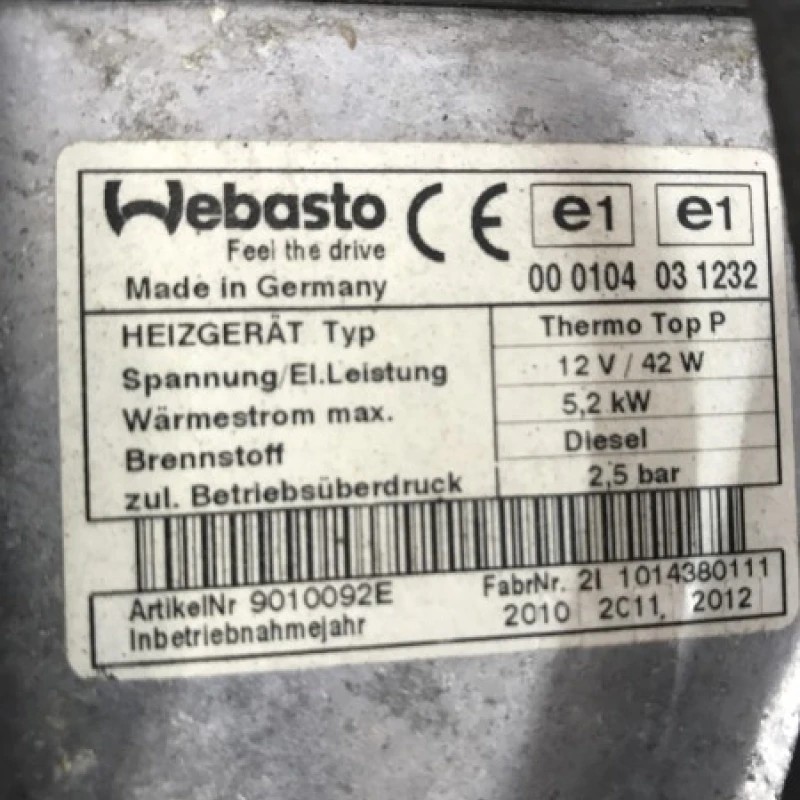 Webasto CE e1 e1
Feel the drive
Made in Germany 00 0104 03 1232
HEIZGERÄT Typ Thermo Top P
Spannung/El.Leistung 12 V / 42 W
Wärmestrom max. 5,2 kW
Brennstoff Diesel
zul. Betriebsüberdruck 2,5 bar
ArtikelNr 9010092E FabrNr. 2I 1014380111
Inbetriebnahmejahr 2010 2011, 2012